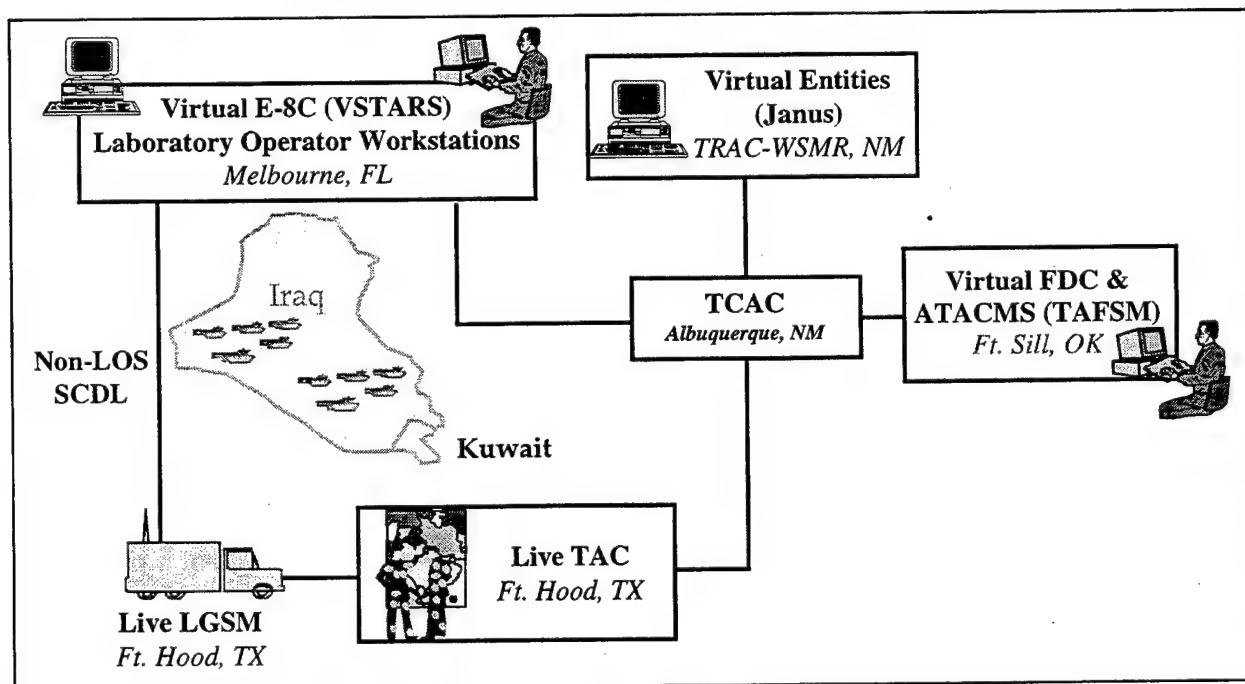 Virtual E-8C (VSTARS)
Laboratory Operator Workstations
Melbourne, FL
Virtual Entities
(Janus)
TRAC-WSMR, NM
Iraq
TCAC
Albuquerque, NM
Virtual FDC &
ATACMS (TAFSM)
Ft. Sill, OK
Non-LOS
SCDL
Kuwait
Live TAC
Ft. Hood, TX
Live LGSM
Ft. Hood, TX